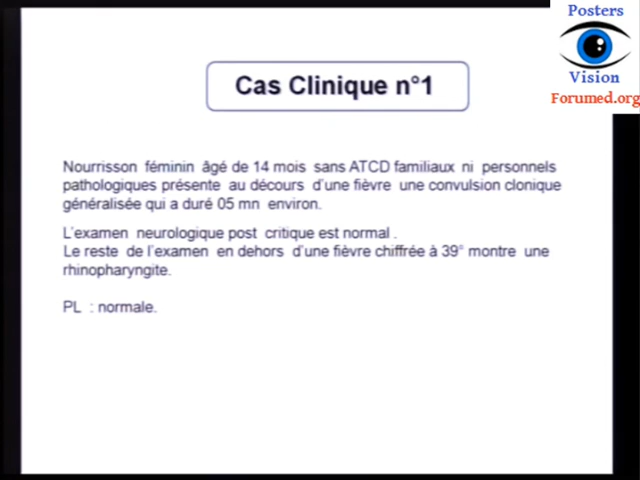 Posters
Vision
Forumed.org
Cas Clinique n°1
Nourrisson féminin âgé de 14 mois sans ATCD familiaux ni personnels
pathologiques présente au décours d'une fièvre une convulsion clonique
généralisée qui a duré 05 mn environ.
L'examen neurologique post critique est normal .
Le reste de l'examen en dehors d'une fièvre chiffrée à 39° montre une
rhinopharyngite.
PL : normale.